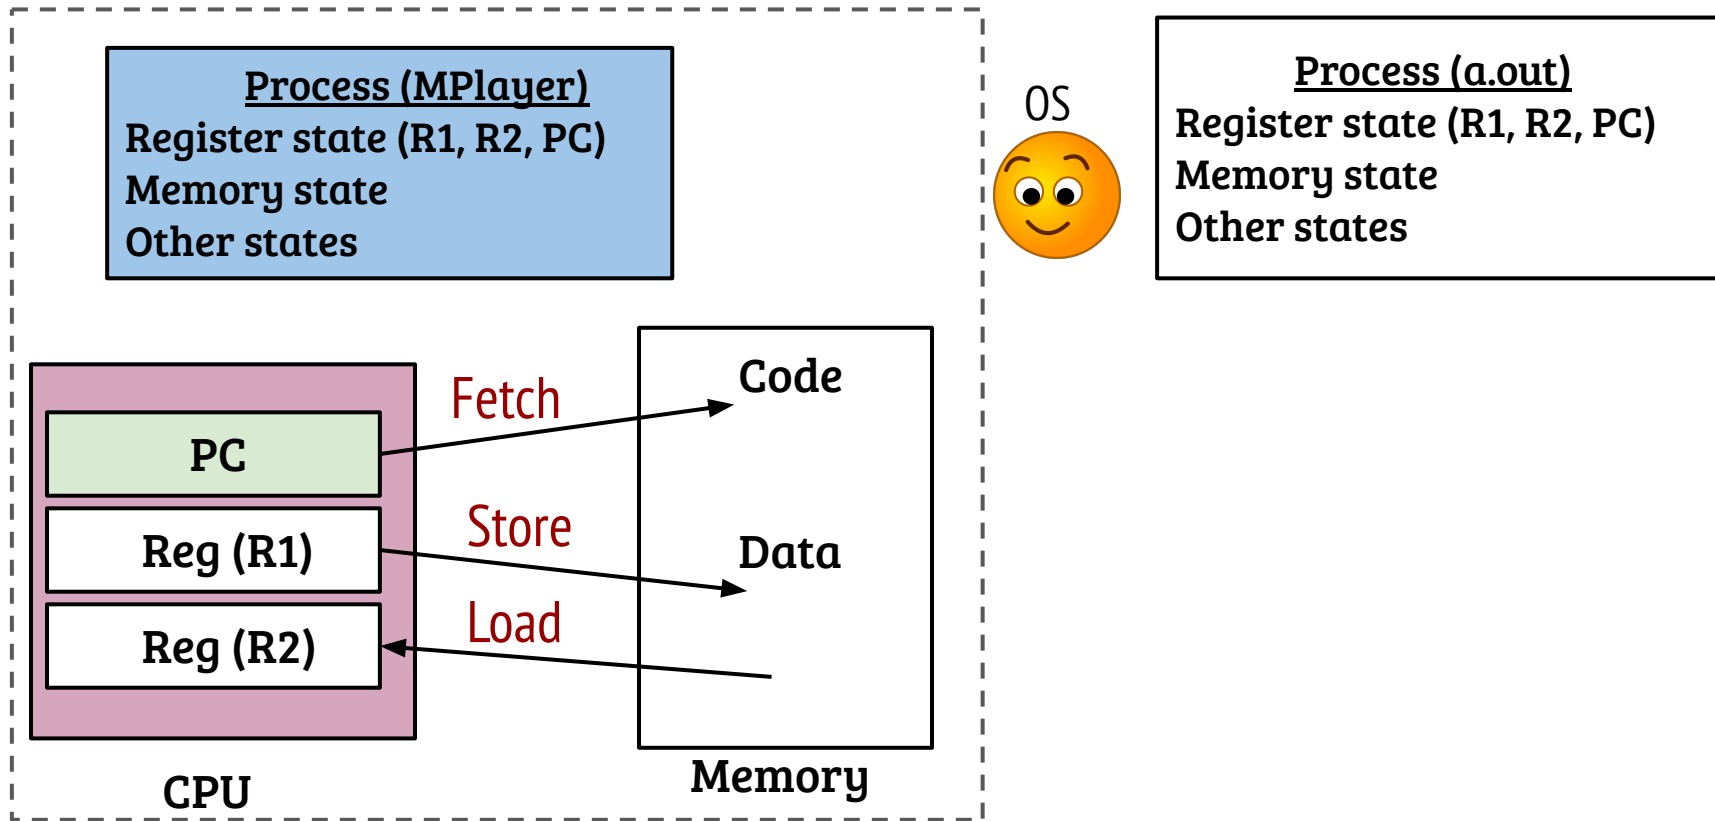 Process (MPlayer)
Register state (R1, R2, PC)
Memory state
Other states
OS
Process (a.out)
Register state (R1, R2, PC)
Memory state
Other states
PC
Reg (R1)
Reg (R2)
CPU
Fetch
Store
Load
Code
Data
Memory